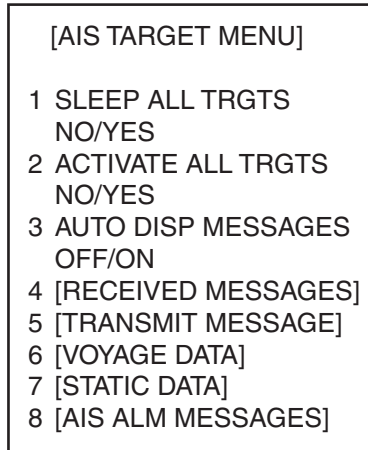 [AIS TARGET MENU]
1 SLEEP ALL TRGTS
NO/YES
2 ACTIVATE ALL TRGTS
NO/YES
3 AUTO DISP MESSAGES
OFF/ON
4 [RECEIVED MESSAGES]
5 [TRANSMIT MESSAGE]
6 [VOYAGE DATA]
7 [STATIC DATA]
8 [AIS ALM MESSAGES]